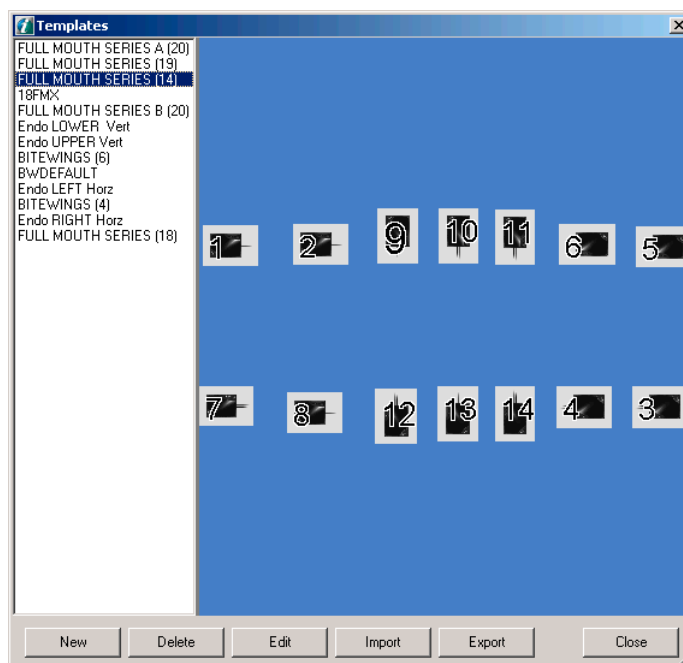 Templates
FULL MOUTH SERIES A (20)
FULL MOUTH SERIES (19)
FULL MOUTH SERIES (14)
18FMX
FULL MOUTH SERIES B (20)
Endo LOWER  Vert
Endo UPPER Vert
BITEWINGS (6)
BWDEFAULT
Endo LEFT Horz
BITEWINGS (4)
Endo RIGHT Horz
FULL MOUTH SERIES (18)
1 2 9 10 11 6 5
7 8 12 13 14 4 3
New Delete Edit Import Export Close